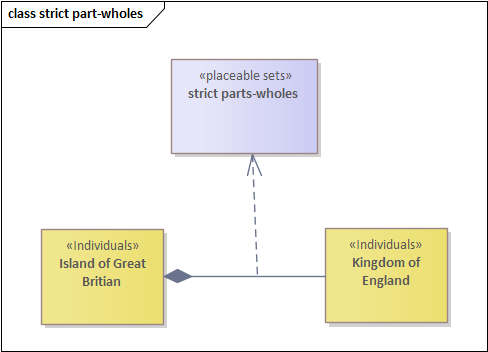 class strict part-wholes
«placeable sets»
strict parts-wholes
«Individuals»
Island of Great
Britian
«Individuals»
Kingdom of
England